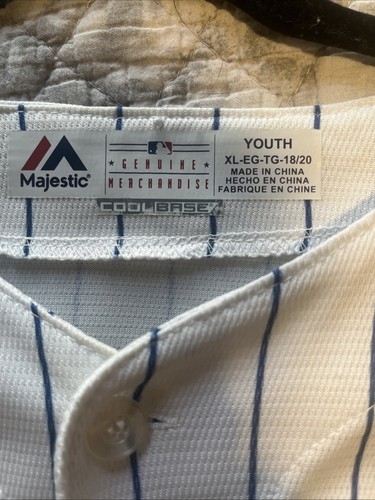 Majestic®
★ GENUINE ★
MERCHANDISE
COOLBASE
YOUTH
XL-EG-TG-18/20
MADE IN CHINA
HECHO EN CHINA
FABRIQUE EN CHINE